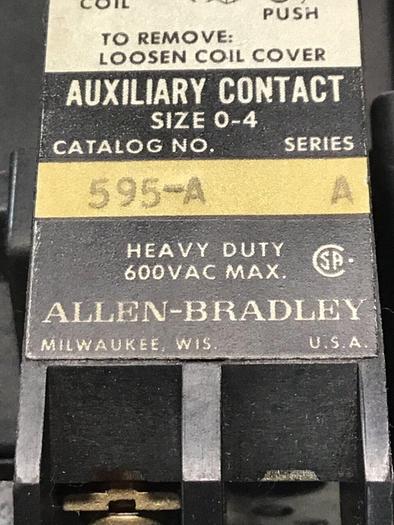 COIL
PUSH
TO REMOVE:
LOOSEN COIL COVER
AUXILIARY CONTACT
SIZE 0-4
CATALOG NO. SERIES
595-A A
HEAVY DUTY
600VAC MAX.
SA
ALLEN-BRADLEY
MILWAUKEE, WIS. U.S.A.